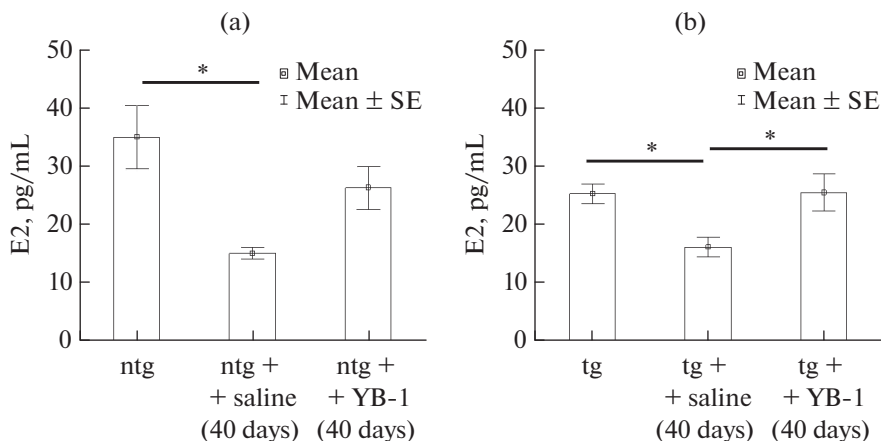 (a)
50
40
30
20
10
0
E2, pg/mL
*
Mean
Mean ± SE
ntg
ntg +
+ saline
(40 days)
ntg +
+ YB-1
(40 days)
(b)
50
40
30
20
10
0
E2, pg/mL
Mean
Mean ± SE
*
*
tg
tg +
+ saline
(40 days)
tg +
+ YB-1
(40 days)